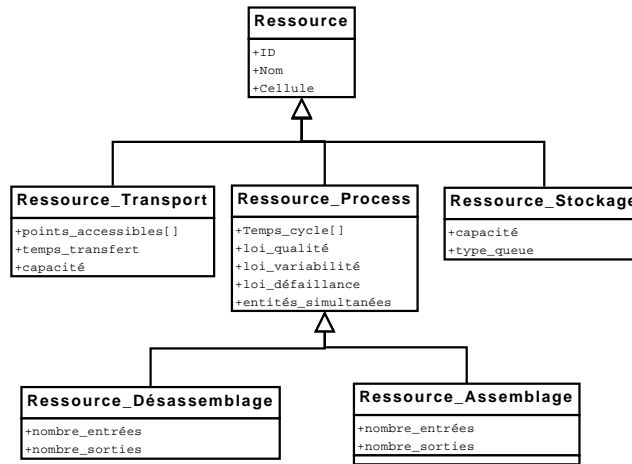 Ressource
+ID
+Nom
+Cellule
Ressource_Transport
+points_accessibles[]
+temps_transfert
+capacité
Ressource_Process
+Temps_cycle[]
+loi_qualité
+loi_variabilité
+loi_défaillance
+entités_simultanées
Ressource_Stockage
+capacité
+type_queue
Ressource_Désassemblage
+nombre_entrées
+nombre_sorties
Ressource_Assemblage
+nombre_entrées
+nombre_sorties